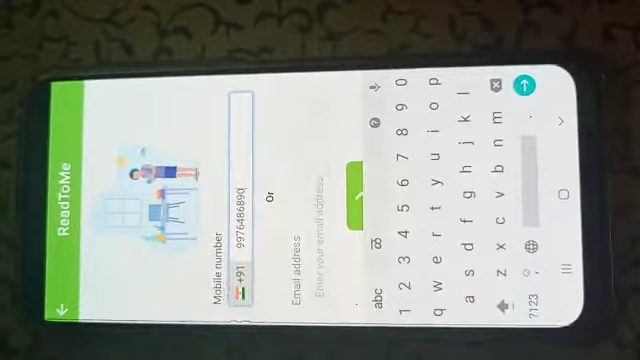 ReadToMe
Mobile number
+91 9976486890
Or
Email address
Enter your email address
abc
1 2 3 4 5 6 7 8 9 0
q w e r t y u i o p
a s d f g h j k l
z x c v b n m
?123 , .